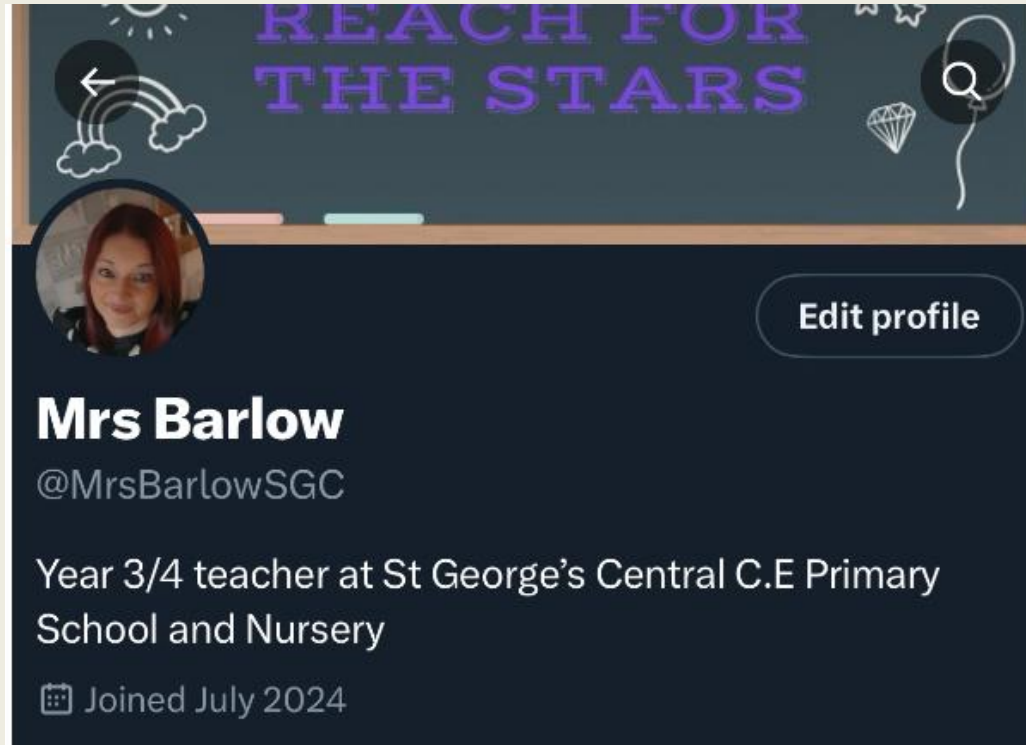 REACH FOR
THE STARS
Edit profile
Mrs Barlow
@MrsBarlowSGC
Year 3/4 teacher at St George’s Central C.E Primary
School and Nursery
Joined July 2024